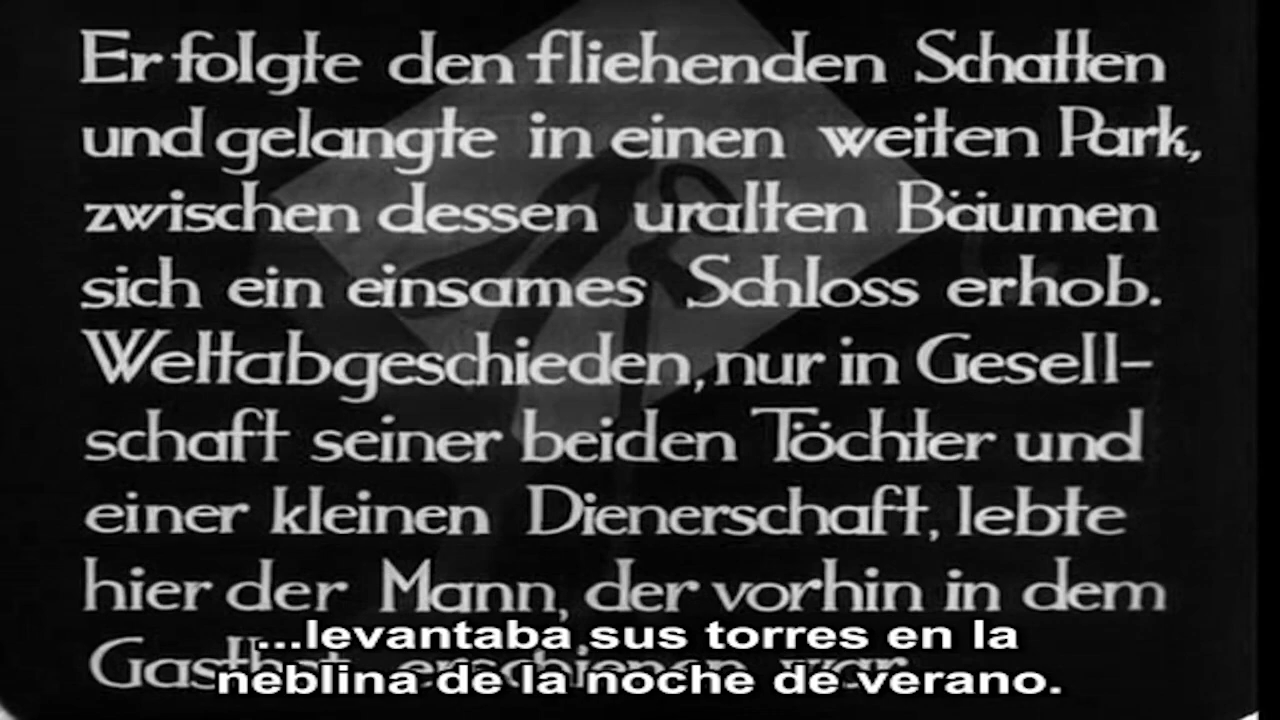 Er folgte den fliehenden Schatten
und gelangte in einen weiten Park,
zwischen dessen uralten Bäumen
sich ein einsames Schloss erhob.
Weltabgeschieden, nur in Gesell-
schaft seiner beiden Töchter und
einer kleinen Dienerschaft, lebte
hier der Mann, der vorhin in dem
...levantaba sus torres en la
erschienen war
neblina de la noche de verano.